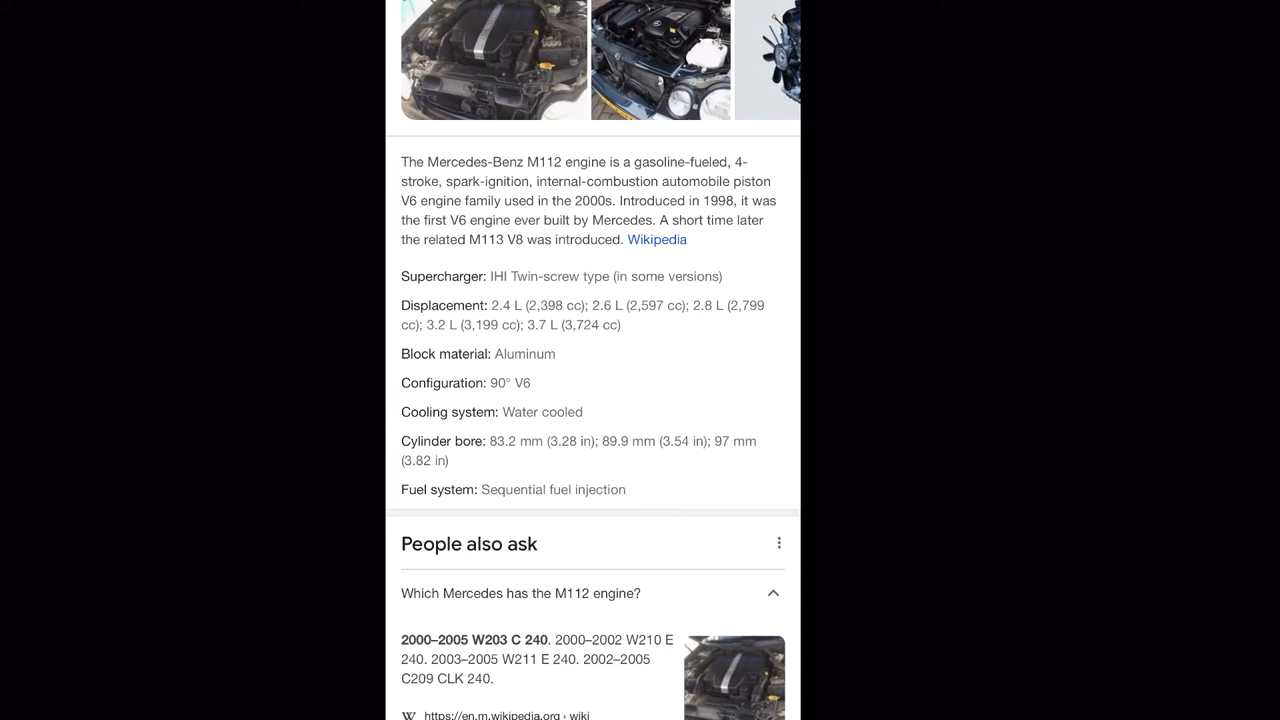 The Mercedes-Benz M112 engine is a gasoline-fueled, 4-
stroke, spark-ignition, internal-combustion automobile piston
V6 engine family used in the 2000s. Introduced in 1998, it was
the first V6 engine ever built by Mercedes. A short time later
the related M113 V8 was introduced. Wikipedia
Supercharger: IHI Twin-screw type (in some versions)
Displacement: 2.4 L (2,398 cc); 2.6 L (2,597 cc); 2.8 L (2,799
cc); 3.2 L (3,199 cc); 3.7 L (3,724 cc)
Block material: Aluminum
Configuration: 90° V6
Cooling system: Water cooled
Cylinder bore: 83.2 mm (3.28 in); 89.9 mm (3.54 in); 97 mm
(3.82 in)
Fuel system: Sequential fuel injection
People also ask
Which Mercedes has the M112 engine?
2000–2005 W203 C 240. 2000–2002 W210 E
240. 2003–2005 W211 E 240. 2002–2005
C209 CLK 240.
W https://en.m.wikipedia.org › wiki